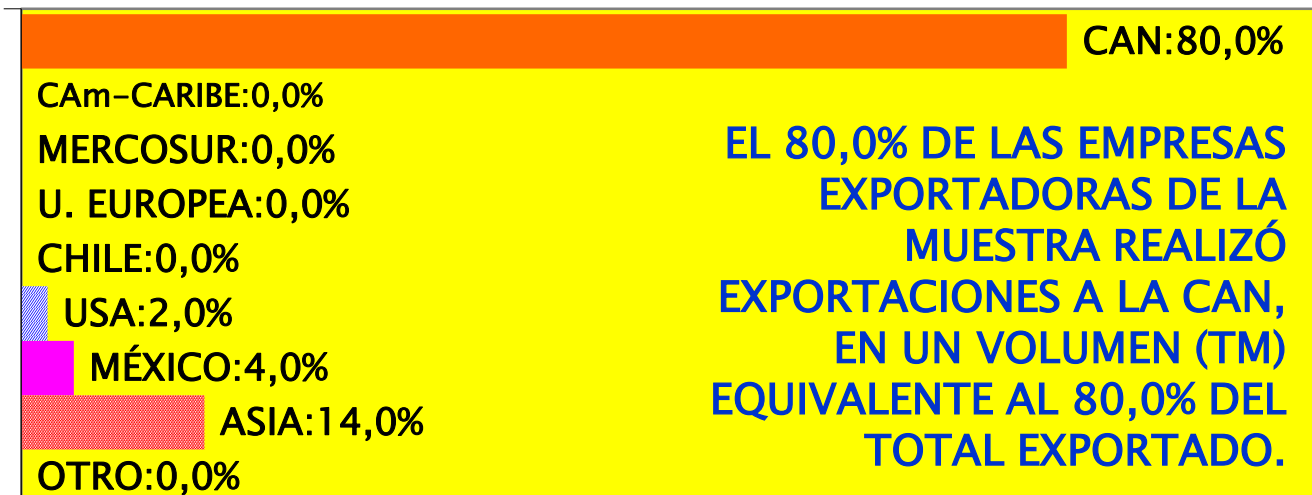 CAN:80,0%
CAm-CARIBE:0,0%
MERCOSUR:0,0%
U. EUROPEA:0,0%
CHILE:0,0%
USA:2,0%
MÉXICO:4,0%
ASIA:14,0%
OTRO:0,0%
EL 80,0% DE LAS EMPRESAS
EXPORTADORAS DE LA
MUESTRA REALIZÓ
EXPORTACIONES A LA CAN,
EN UN VOLUMEN (TM)
EQUIVALENTE AL 80,0% DEL
TOTAL EXPORTADO.